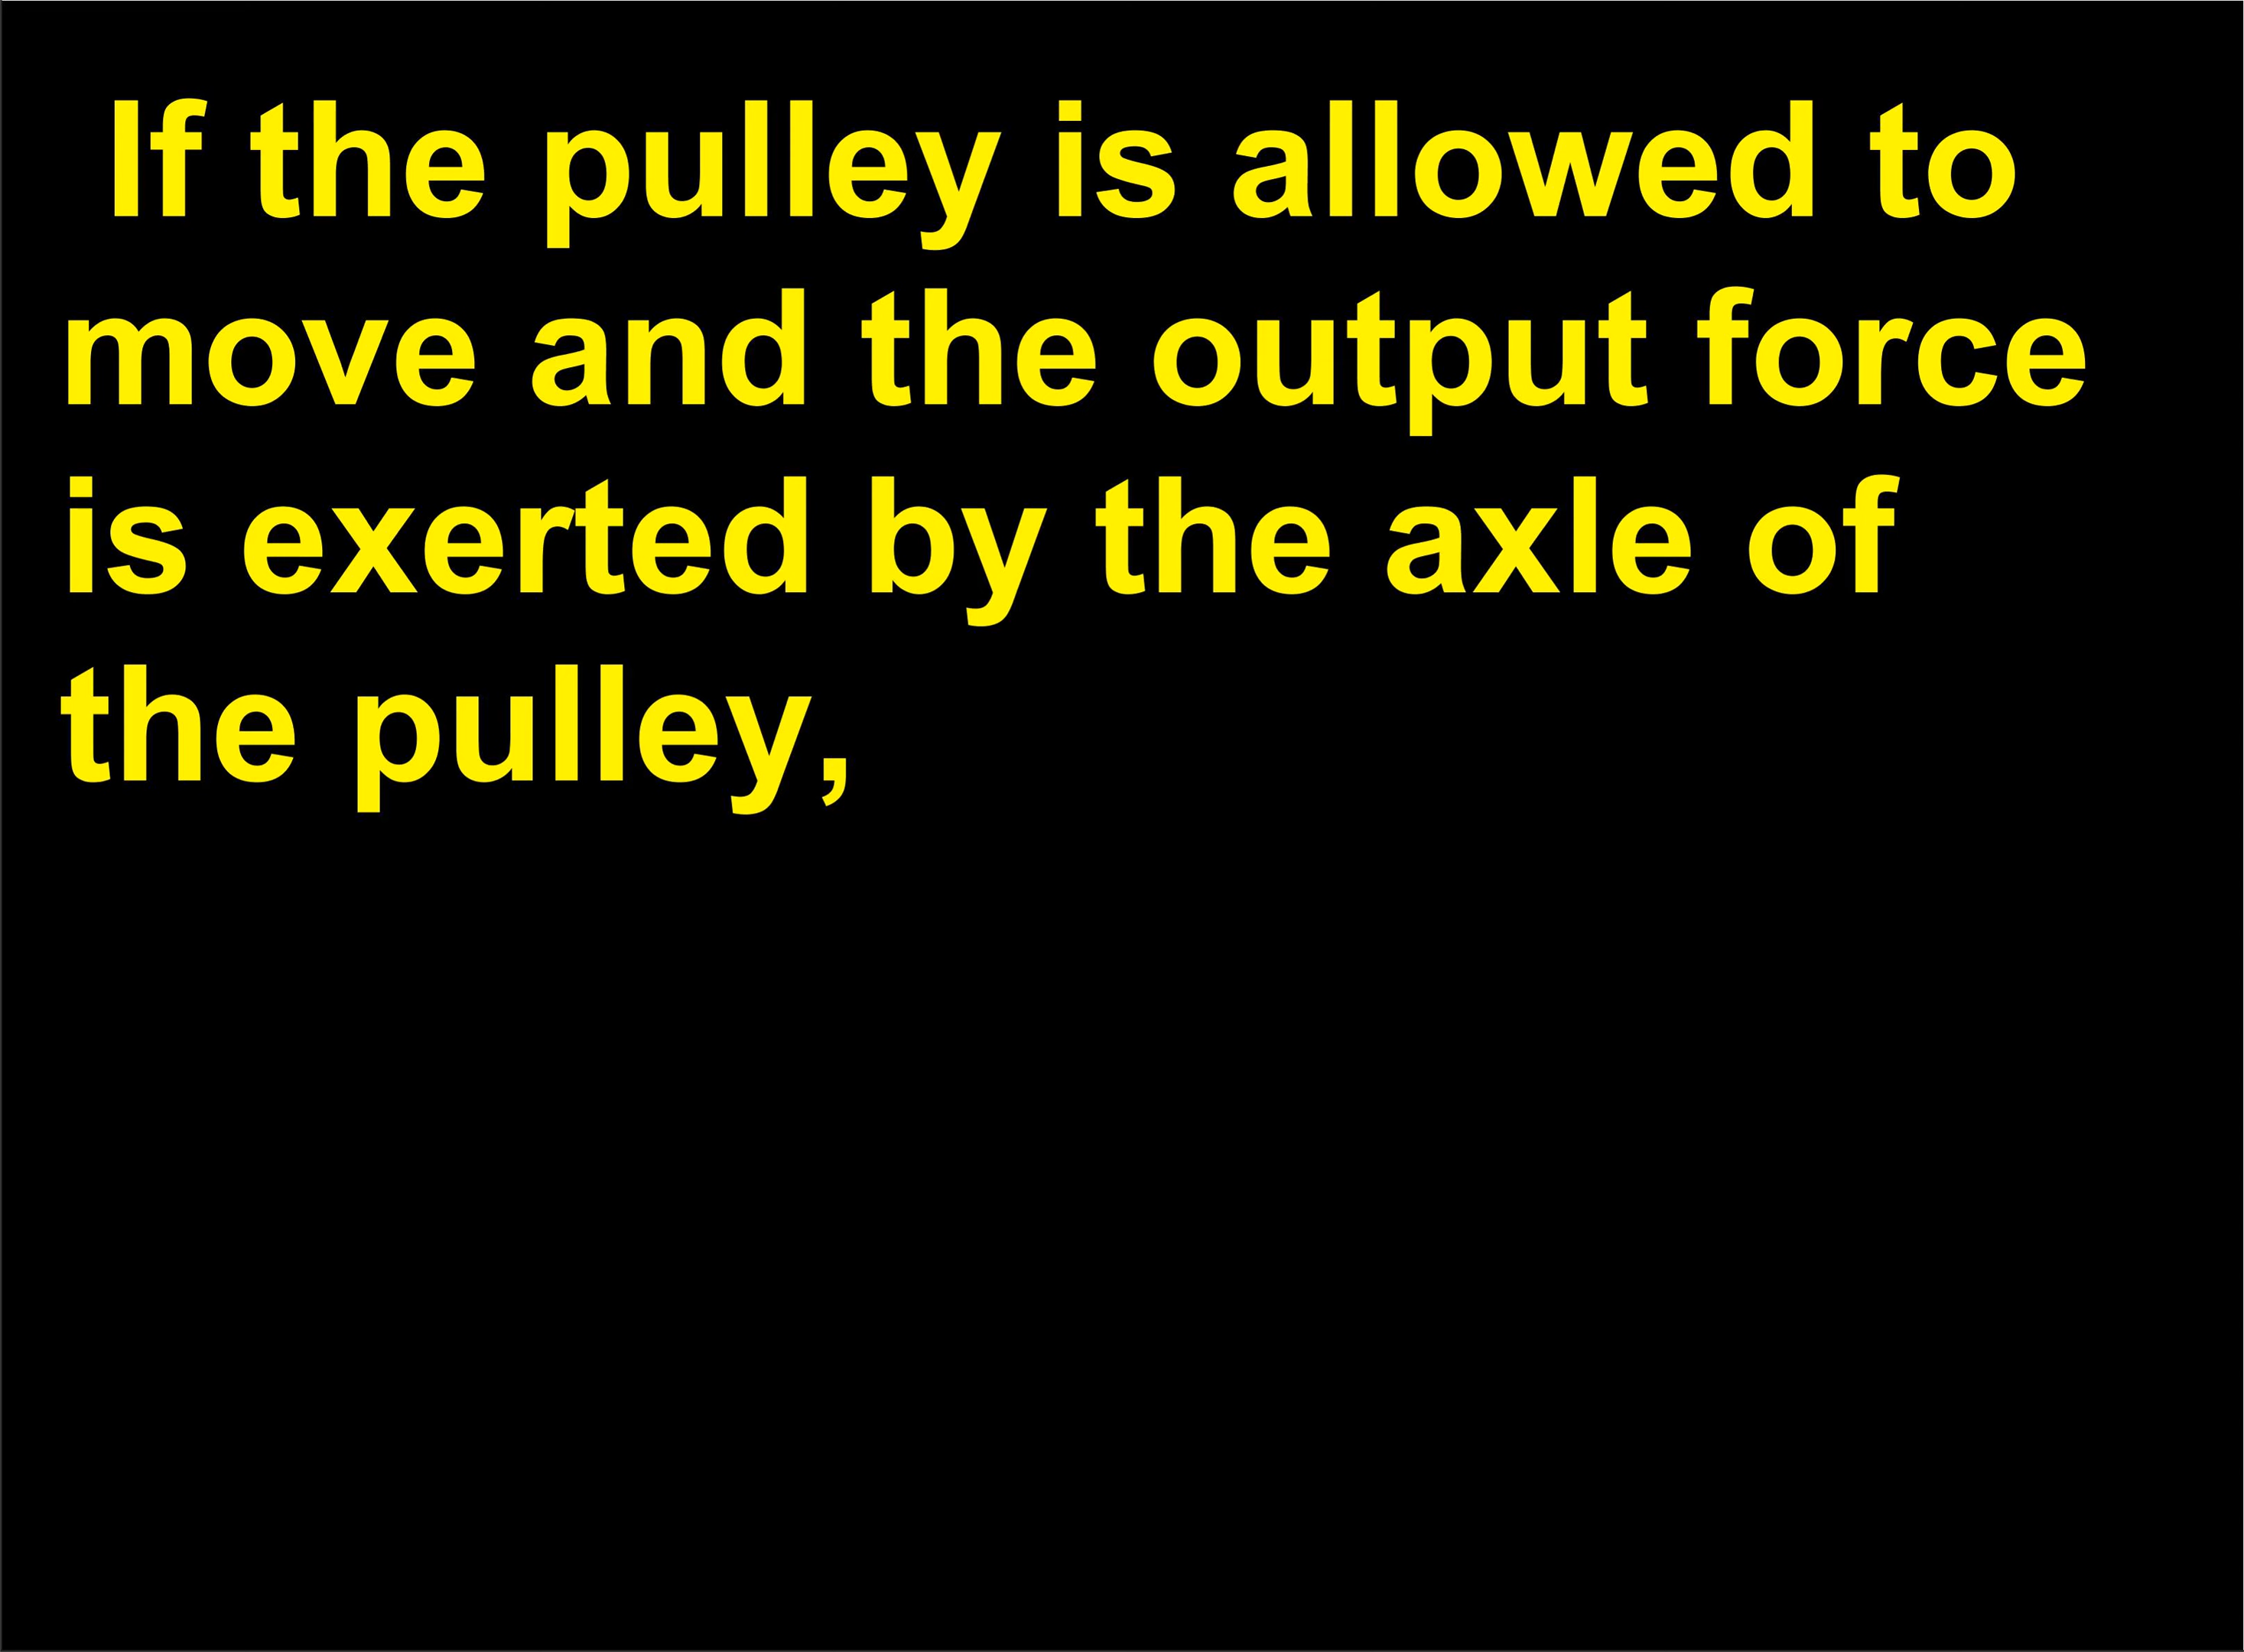 If the pulley is allowed to
move and the output force
is exerted by the axle of
the pulley,